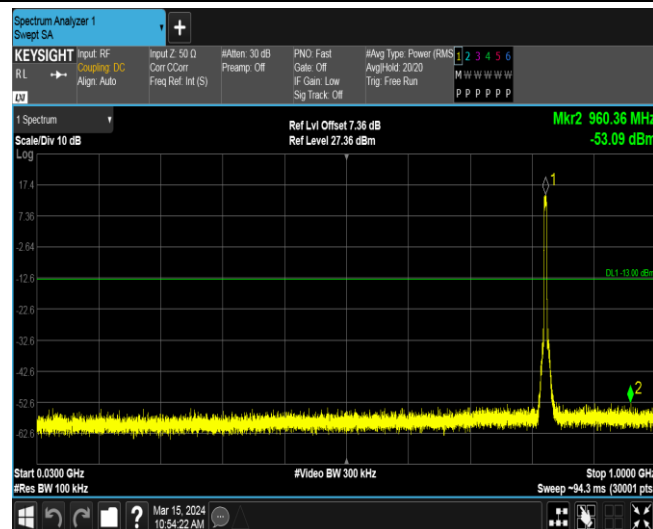 Spectrum Analyzer 1
Swept SA
+
KEYSIGHT
RL
LXI
Input: RF
Coupling: DC
Align: Auto
Input Z: 50 Ω
Corr CCorr
Freq Ref: Int (S)
#Atten: 30 dB
Preamp: Off
PNO: Fast
Gate: Off
IF Gain: Low
Sig Track: Off
#Avg Type: Power (RMS
Avg|Hold: 20/20
Trig: Free Run
1 2 3 4 5 6
M W W W W W
P P P P P P
1 Spectrum
Scale/Div 10 dB
Ref Lvl Offset 7.36 dB
Ref Level 27.36 dBm
Mkr2 960.36 MHz
-53.09 dBm
Log
1
17.4
7.36
-2.64
DL1 -13.00 dBm
-12.6
-22.6
-32.6
-42.6
2
-52.6
-62.6
Start 0.0300 GHz
#Video BW 300 kHz
Stop 1.0000 GHz
#Res BW 100 kHz
Sweep ~94.3 ms (30001 pts
?
Mar 15, 2024
10:54:22 AM